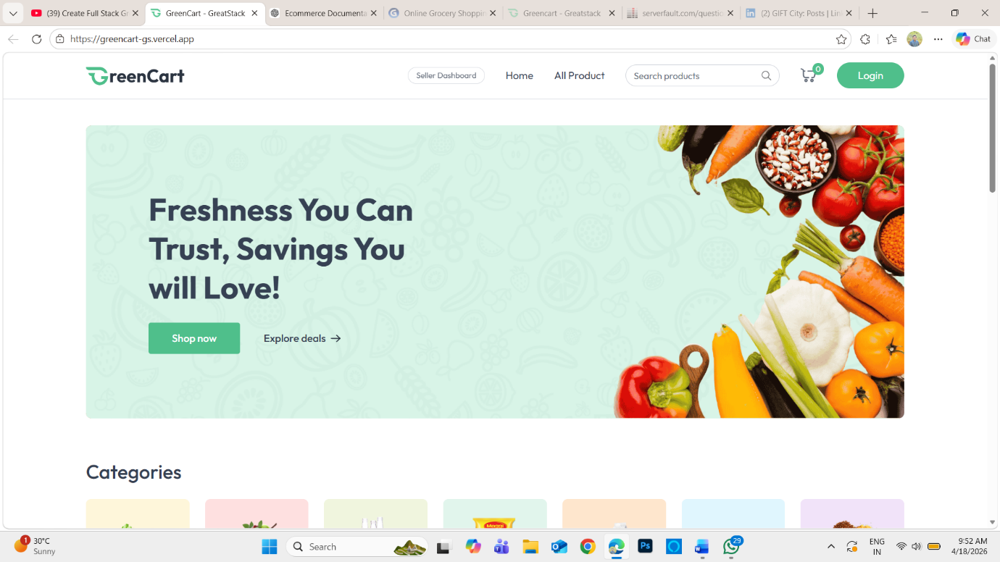 (39) Create Full Stack Gr
GreenCart - GreatStack
Ecommerce Documenta
Online Grocery Shoppin
Greencart - Greatstack
serverfault.com/questio
(2) GIFT City: Posts | Lin
https://greencart-gs.vercel.app
Chat
GreenCart
Seller Dashboard
Home
All Product
Search products
0
Login
Freshness You Can
Trust, Savings You
will Love!
Shop now
Explore deals →
Categories
Maggi
1
30°C
Sunny
Search
Ps
W
29
ENG
IN
9:52 AM
4/18/2026